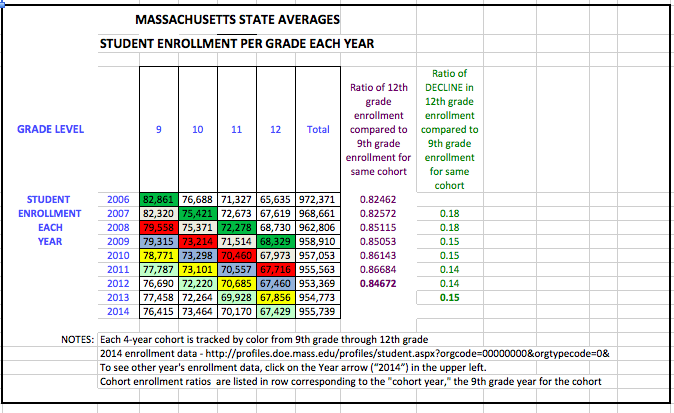 MASSACHUSETTS STATE AVERAGES
STUDENT ENROLLMENT PER GRADE EACH YEAR
GRADE LEVEL 9 10 11 12 Total Ratio of 12th grade enrollment compared to 9th grade enrollment for same cohort Ratio of DECLINE in 12th grade enrollment compared to 9th grade enrollment for same cohort
STUDENT 2006 82,861 76,688 71,327 65,635 972,371 0.82462
ENROLLMENT 2007 82,320 75,421 72,673 67,619 968,661 0.82572 0.18
EACH 2008 79,558 75,371 72,278 68,730 962,806 0.85115 0.18
YEAR 2009 79,315 73,214 71,514 68,329 958,910 0.85053 0.15
2010 78,771 73,298 70,460 67,973 957,053 0.86143 0.15
2011 77,787 73,101 70,557 67,716 955,563 0.86684 0.14
2012 76,690 72,220 70,685 67,460 953,369 0.84672 0.14
2013 77,458 72,264 69,928 67,856 954,773 0.15
2014 76,415 73,464 70,170 67,429 955,739
NOTES: Each 4-year cohort is tracked by color from 9th grade through 12th grade
2014 enrollment data - http://profiles.doe.mass.edu/profiles/student.aspx?orgcode=00000000&orgtypecode=0&
To see other year's enrollment data, click on the Year arrow ("2014") in the upper left.
Cohort enrollment ratios are listed in row corresponding to the "cohort year," the 9th grade year for the cohort